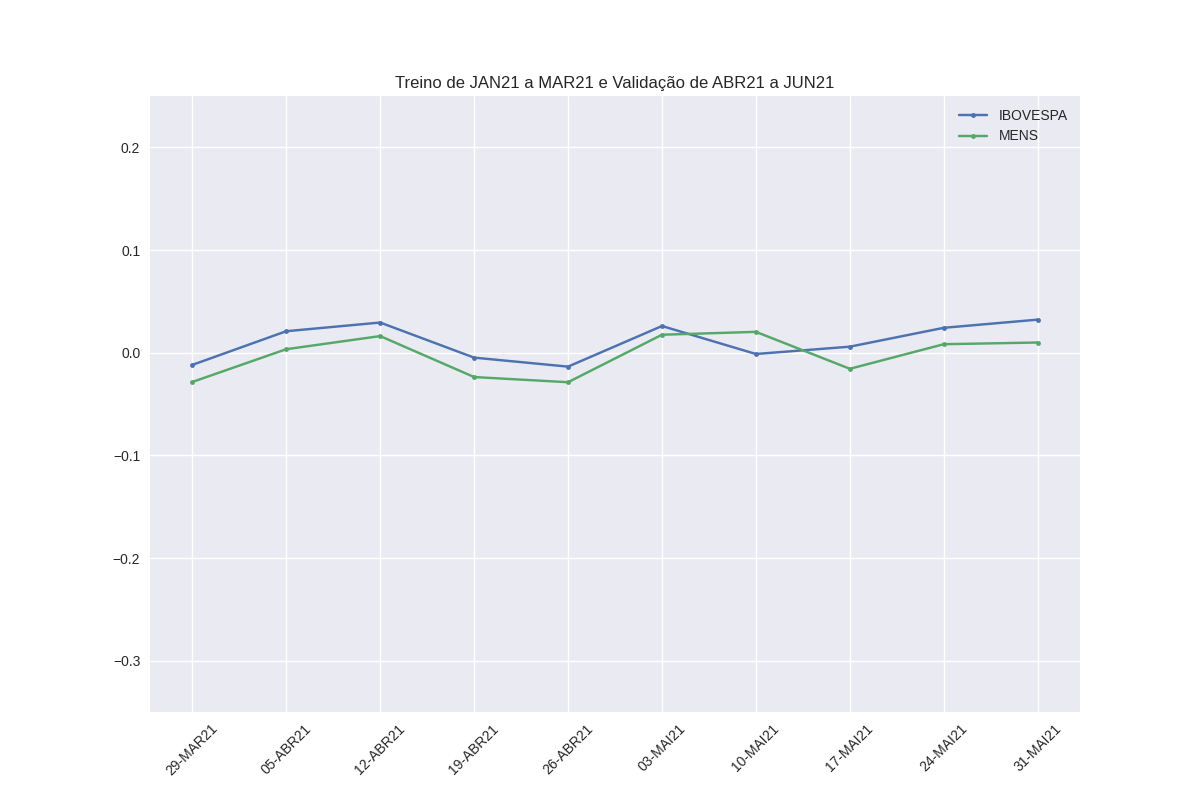 Treino de JAN21 a MAR21 e Validação de ABR21 a JUN21
IBOVESPA
MENS
0.2
0.1
0.0
−0.1
−0.2
−0.3
29-MAR21
05-ABR21
12-ABR21
19-ABR21
26-ABR21
03-MAI21
10-MAI21
17-MAI21
24-MAI21
31-MAI21